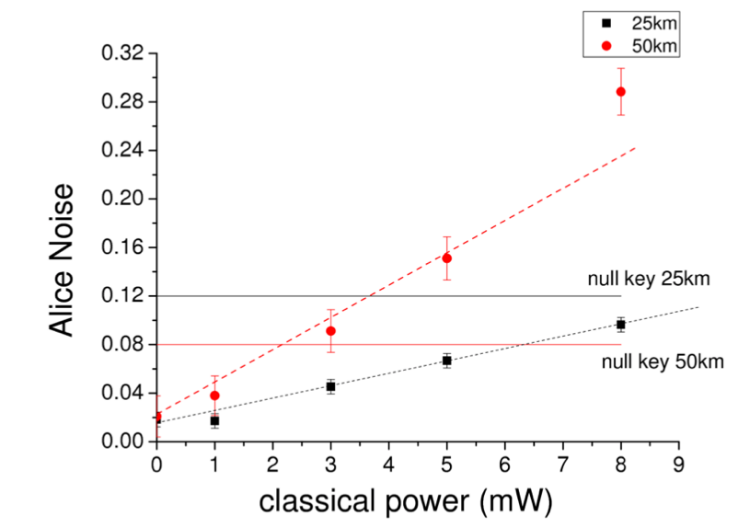 25km
50km
0.32
0.28
0.24
0.20
0.16
0.12
0.08
0.04
0.00
Alice Noise
null key 25km
null key 50km
0 1 2 3 4 5 6 7 8 9
classical power (mW)